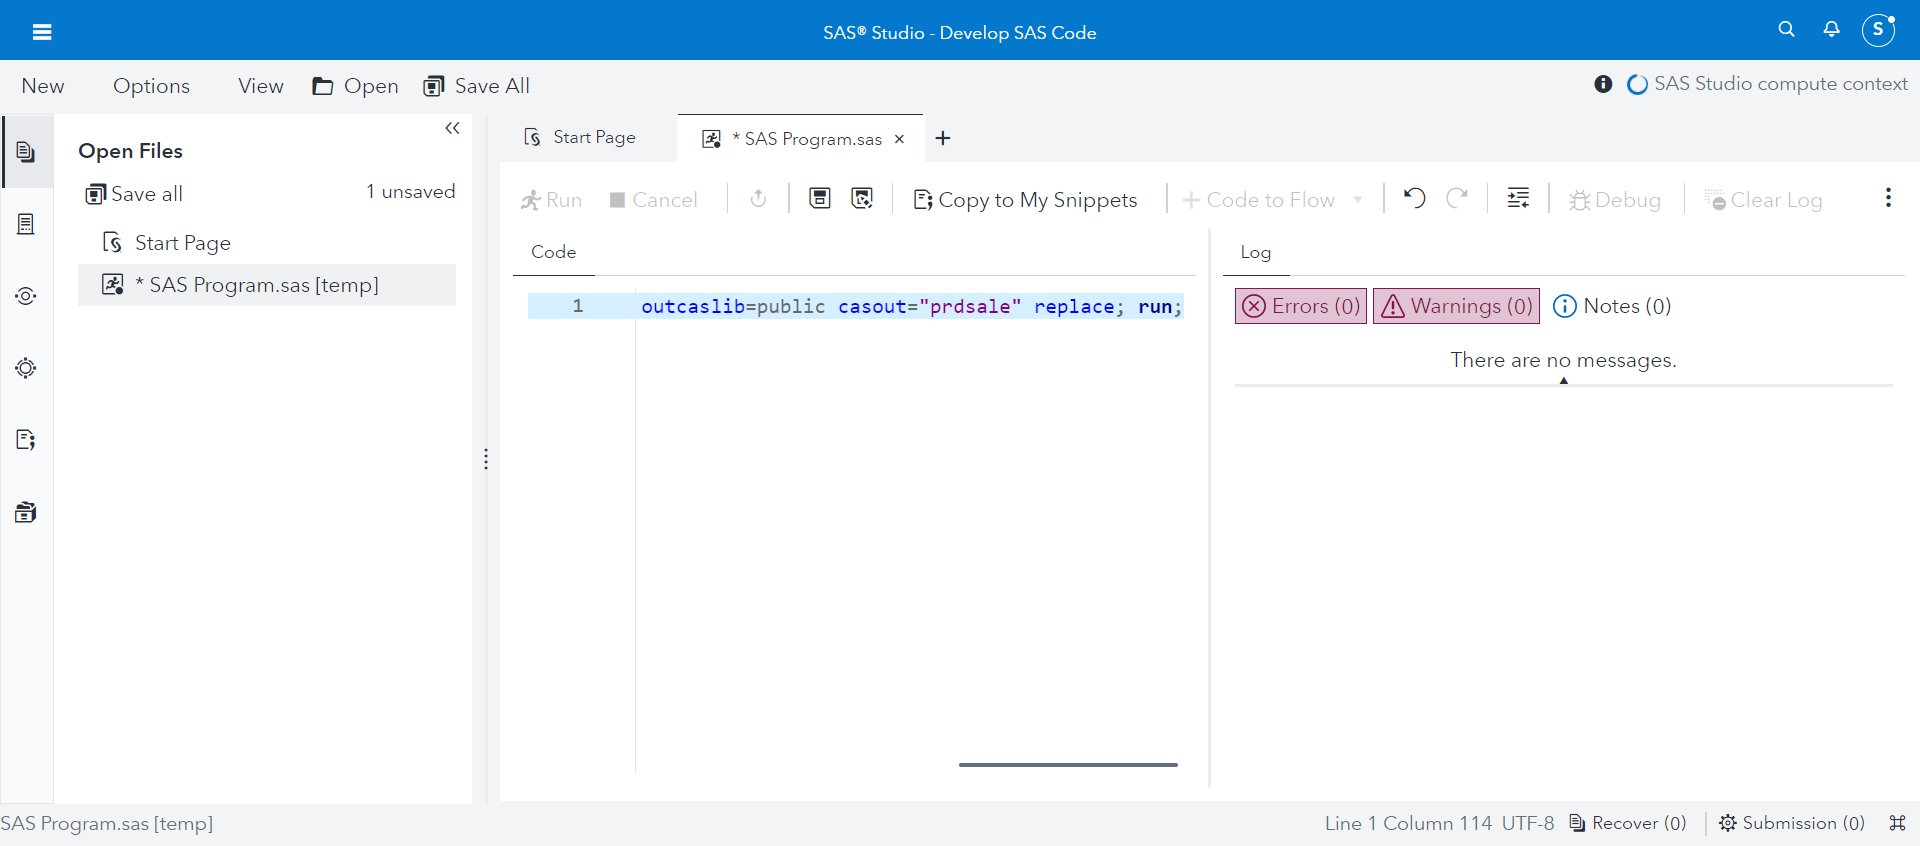 SAS® Studio - Develop SAS Code
S
New Options View Open Save All
SAS Studio compute context
Open Files
Save all 1 unsaved
Start Page
* SAS Program.sas [temp]
Start Page
* SAS Program.sas
Run Cancel Copy to My Snippets Code to Flow Debug Clear Log
Code
1 outcaslib=public casout="prdsale" replace; run;
Log
Errors (0) Warnings (0) Notes (0)
There are no messages.
SAS Program.sas [temp]
Line 1 Column 114 UTF-8 Recover (0) Submission (0)